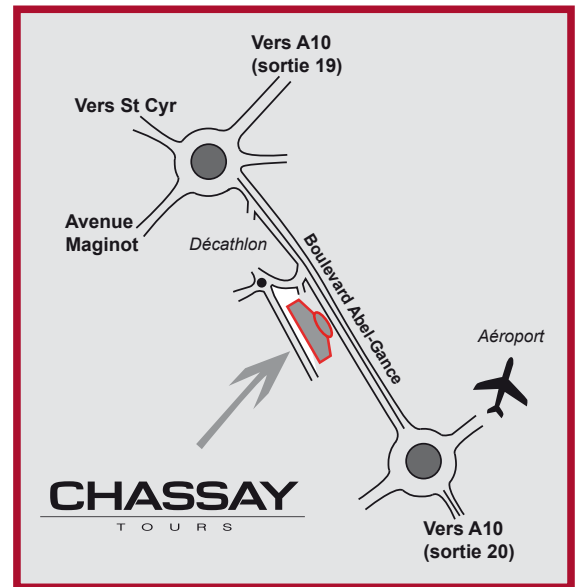 Vers A10
(sortie 19)
Vers St Cyr
Avenue
Maginot
Décathlon
Boulevard Abel-Gance
Aéroport
CHASSAY
TOURS
Vers A10
(sortie 20)